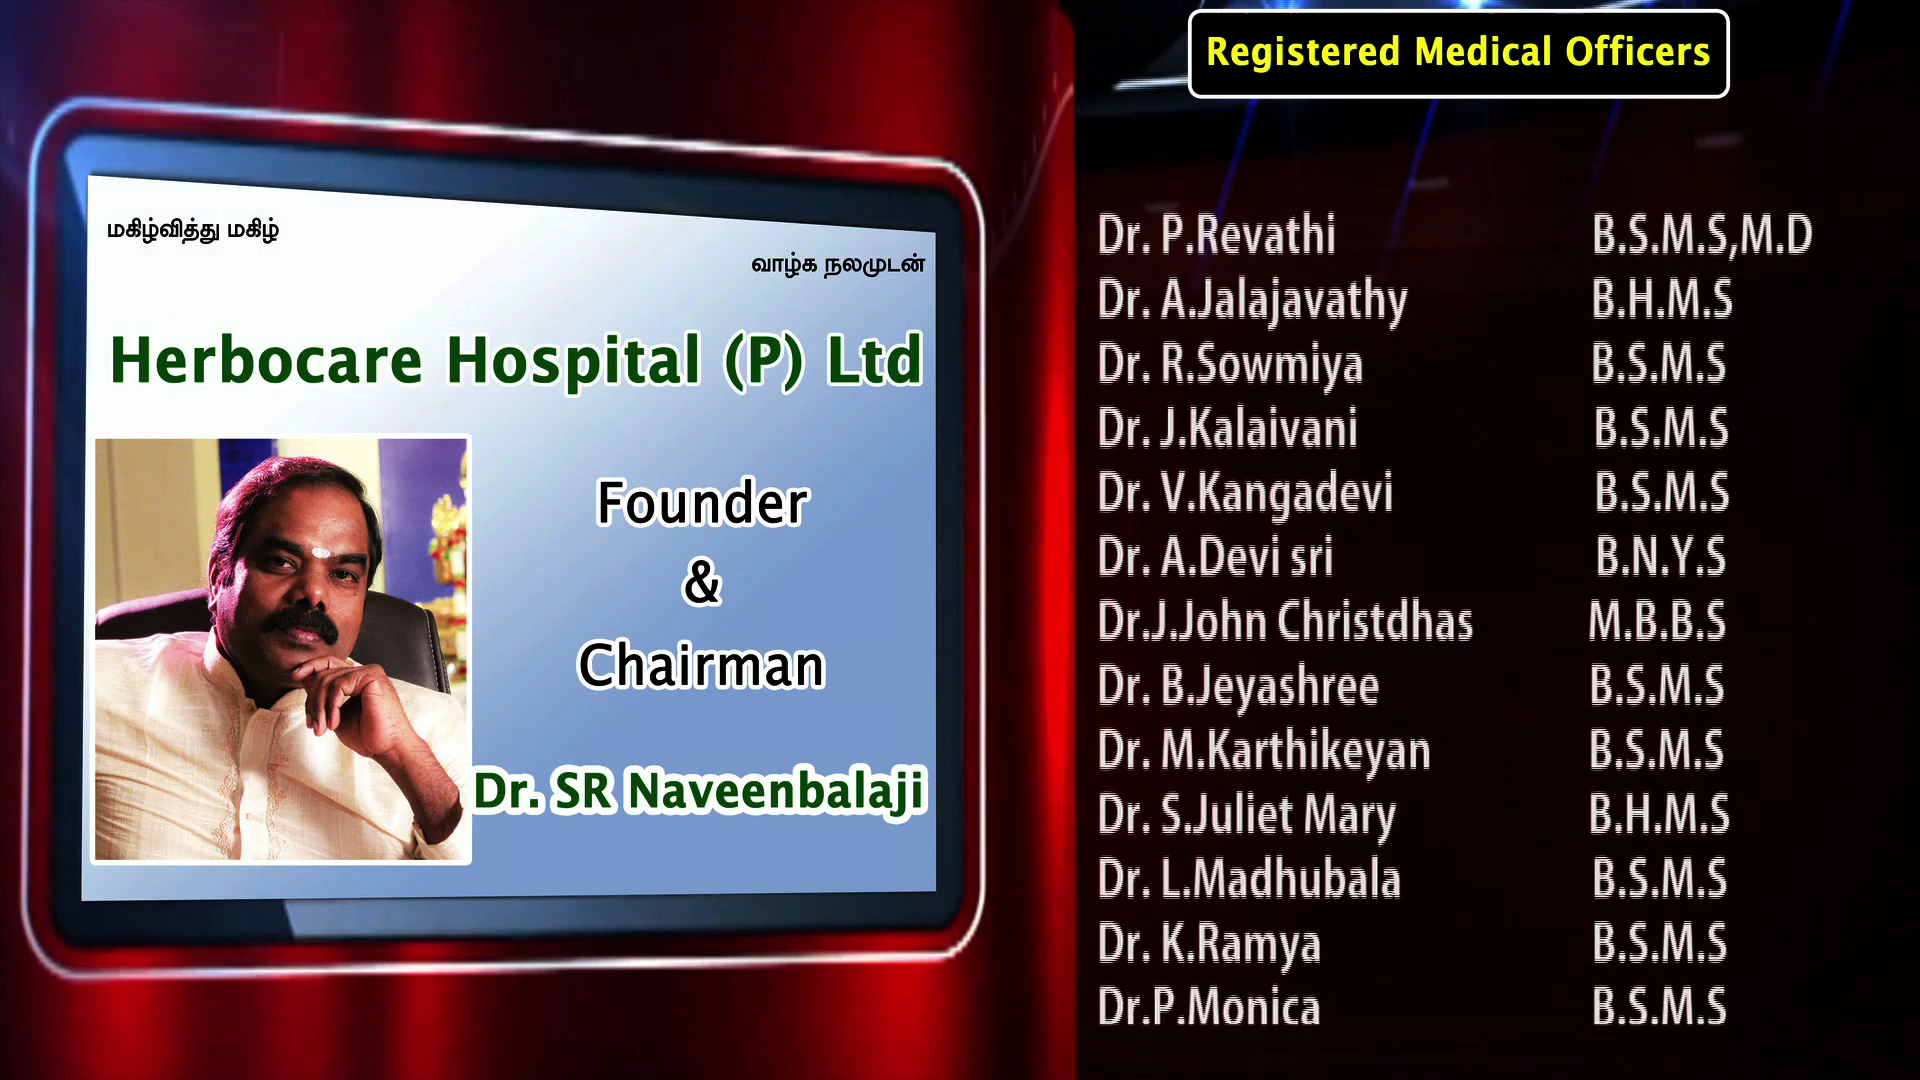 மகிழ்வித்து மகிழ்
வாழ்க நலமுடன்
Herbocare Hospital (P) Ltd
Founder
&
Chairman
Dr. SR Naveenbalaji
Registered Medical Officers
Dr. P.Revathi B.S.M.S,M.D
Dr. A.Jalajavathy B.H.M.S
Dr. R.Sowmiya B.S.M.S
Dr. J.Kalaivani B.S.M.S
Dr. V.Kangadevi B.S.M.S
Dr. A.Devi sri B.N.Y.S
Dr.J.John Christdhas M.B.B.S
Dr. B.Jeyashree B.S.M.S
Dr. M.Karthikeyan B.S.M.S
Dr. S.Juliet Mary B.H.M.S
Dr. L.Madhubala B.S.M.S
Dr. K.Ramya B.S.M.S
Dr.P.Monica B.S.M.S